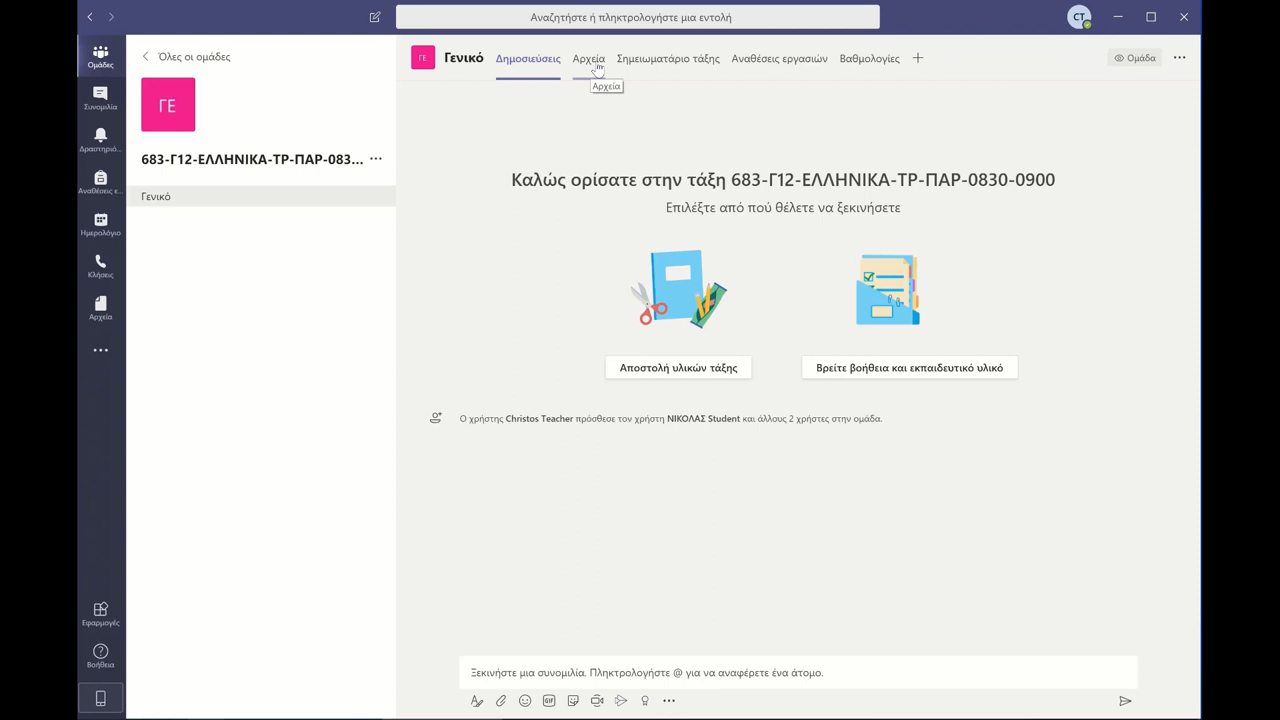 Αναζητήστε ή πληκτρολογήστε μια εντολή
CT
Ομάδες
Συνομιλία
Δραστηριό...
Αναθέσεις ε...
Ημερολόγιο
Κλήσεις
Αρχεία
Εφαρμογές
Βοήθεια
Όλες οι ομάδες
ΓΕ
683-Γ12-ΕΛΛΗΝΙΚΑ-ΤΡ-ΠΑΡ-083...
Γενικό
ΓΕ Γενικό Δημοσιεύσεις Αρχεία Σημειωματάριο τάξης Αναθέσεις εργασιών Βαθμολογίες Ομάδα
Αρχεία
Καλώς ορίσατε στην τάξη 683-Γ12-ΕΛΛΗΝΙΚΑ-ΤΡ-ΠΑΡ-0830-0900
Επιλέξτε από πού θέλετε να ξεκινήσετε
Αποστολή υλικών τάξης
Βρείτε βοήθεια και εκπαιδευτικό υλικό
Ο χρήστης Christos Teacher πρόσθεσε τον χρήστη ΝΙΚΟΛΑΣ Student και άλλους 2 χρήστες στην ομάδα.
Ξεκινήστε μια συνομιλία. Πληκτρολογήστε @ για να αναφέρετε ένα άτομο.
GIF